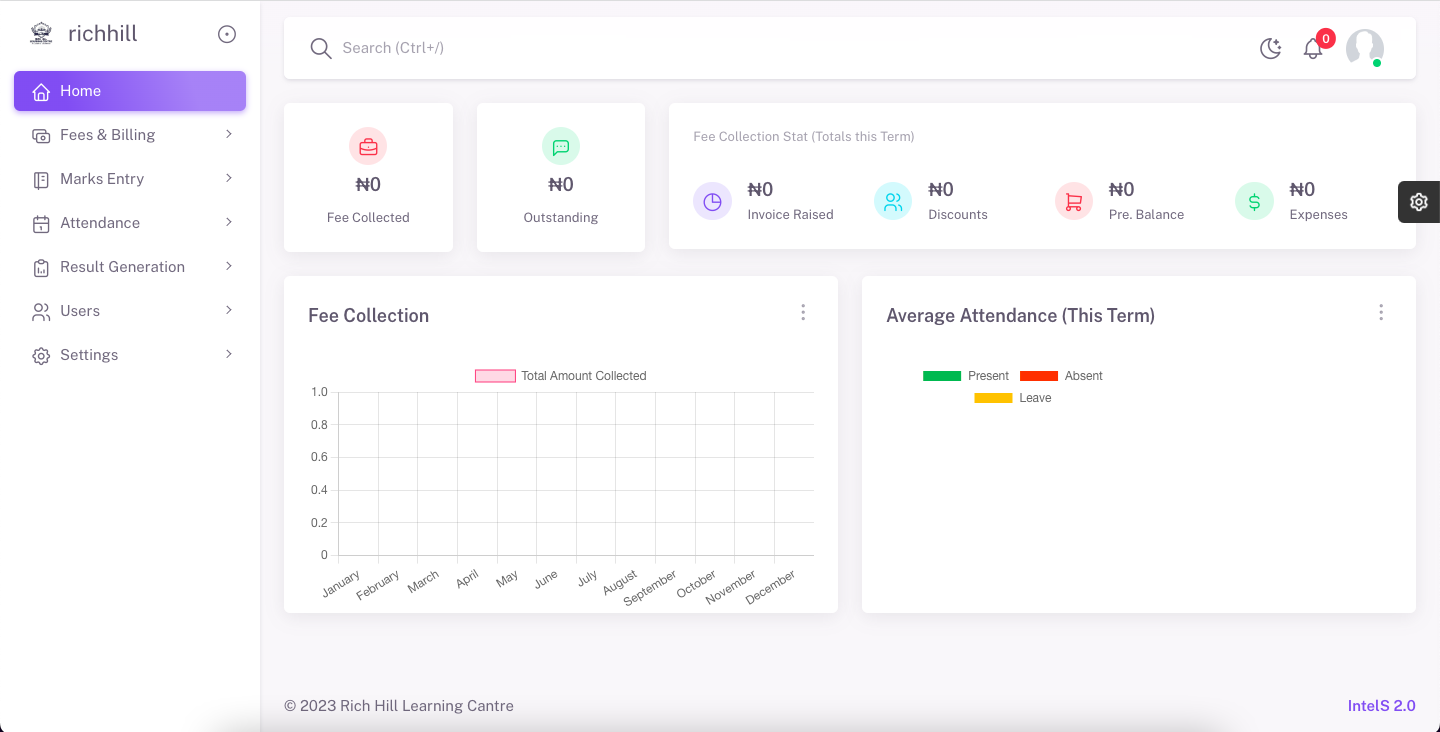 richhill
Home
Fees & Billing
Marks Entry
Attendance
Result Generation
Users
Settings
Search (Ctrl+/)
0
₦0
Fee Collected
₦0
Outstanding
Fee Collection Stat (Totals this Term)
₦0
Invoice Raised
₦0
Discounts
₦0
Pre. Balance
₦0
Expenses
Fee Collection
Total Amount Collected
1.0
0.8
0.6
0.4
0.2
0
January
February
March
April
May
June
July
August
September
October
November
December
Average Attendance (This Term)
Present
Absent
Leave
© 2023 Rich Hill Learning Cantre
IntelS 2.0